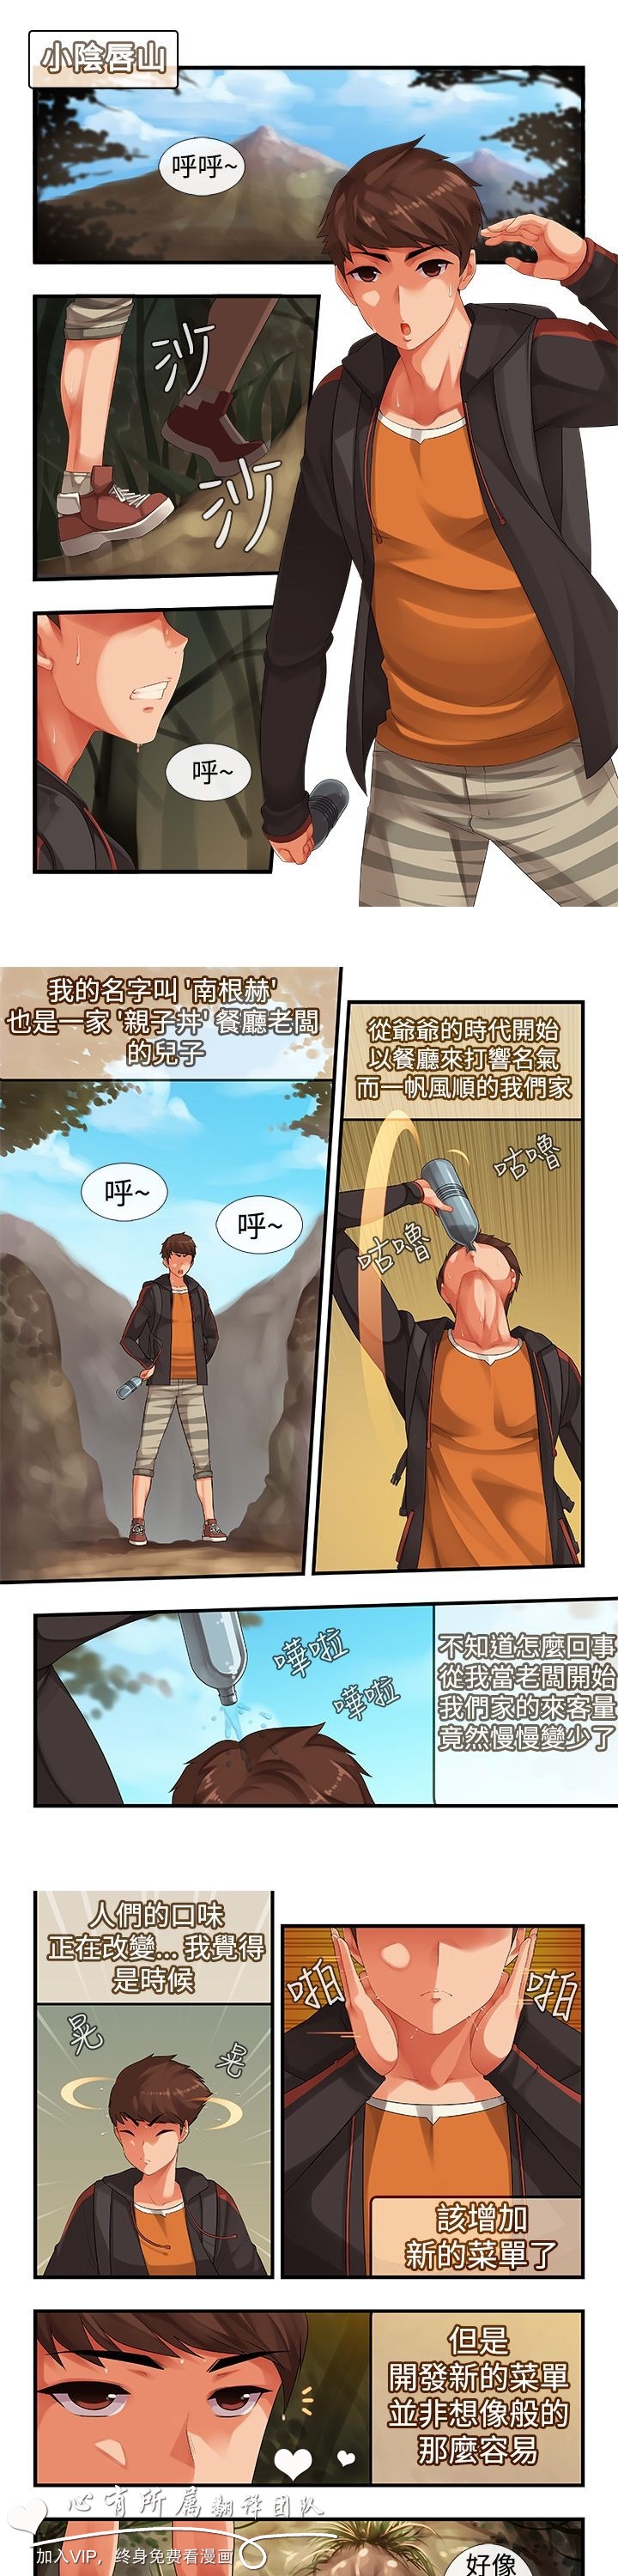 小陰唇山
呼呼~
沙
沙
呼~
我的名字叫 '南根赫'
也是一家 '親子丼' 餐廳老闆
的兒子
呼~
呼~
從爺爺的時代開始
以餐廳來打響名氣
而一帆風順的我們家
咕嚕
咕嚕
嘩啦
嘩啦
不知道怎麼回事
從我當老闆開始
我們家的來客量
竟然慢慢變少了
人們的口味
正在改變... 我覺得
是時候
晃
晃
啪
啪
該增加
新的菜單了
但是
開發新的菜單
並非想像般的
那麼容易
心有所属翻译团队
加入VIP，终身免费看漫画
好像